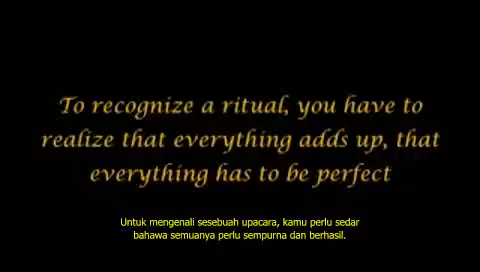 To recognize a ritual, you have to
realize that everything adds up, that
everything has to be perfect
Untuk mengenali sesebuah upacara, kamu perlu sedar
bahawa semuanya perlu sempurna dan berhasil.